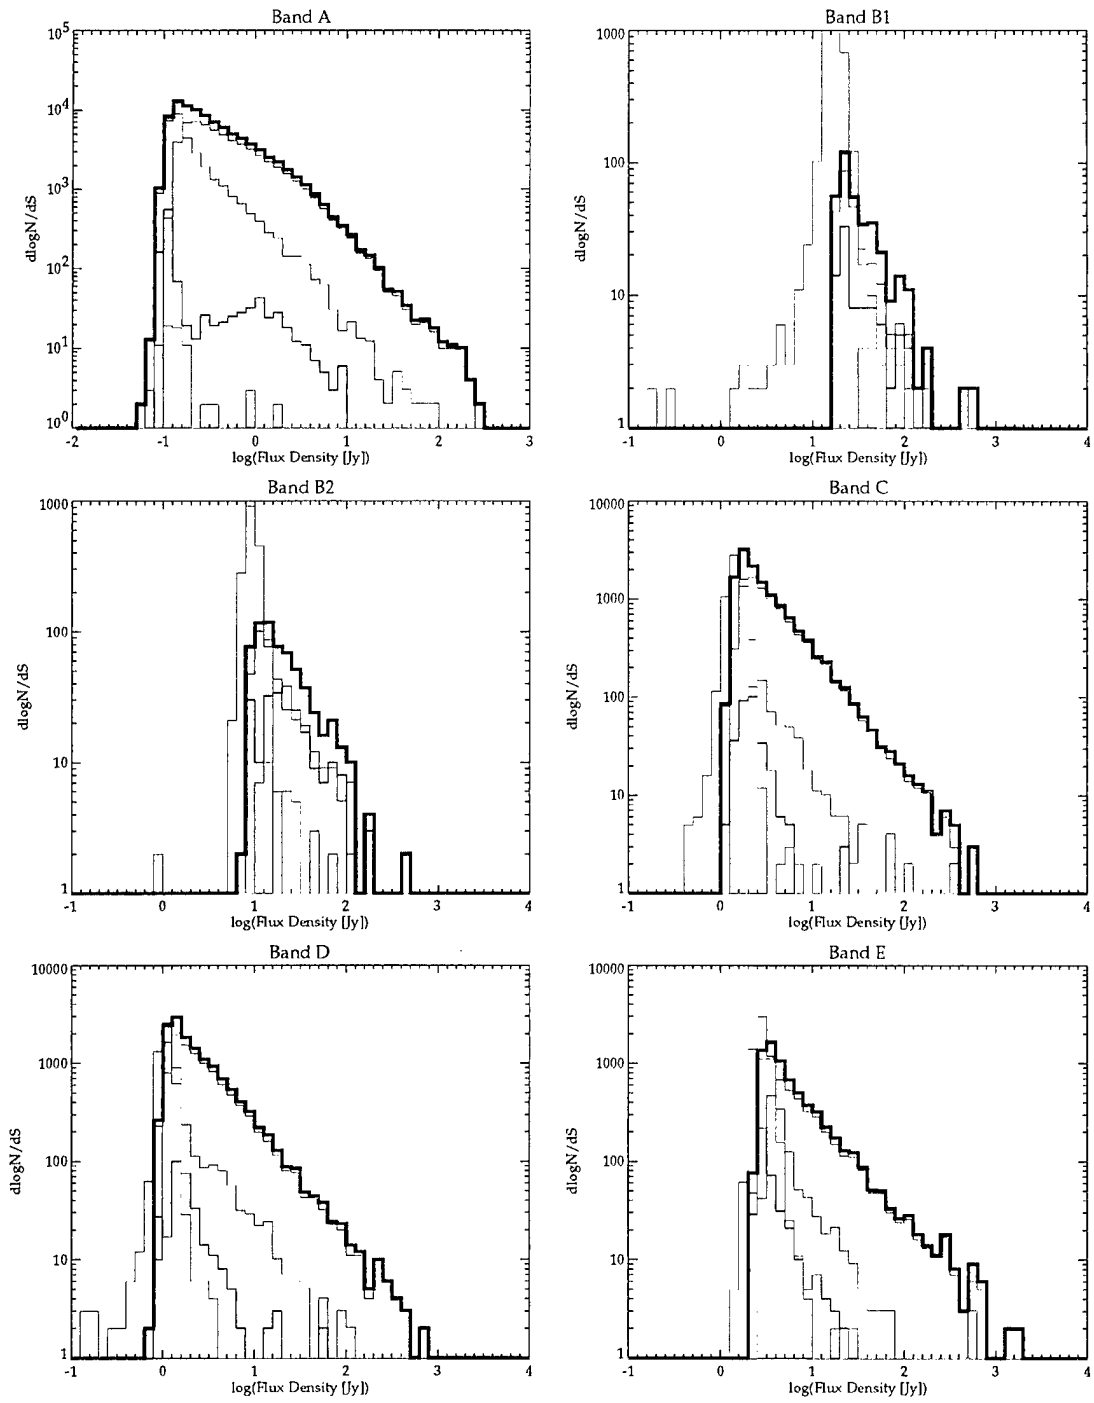 Band A
10^5
10^4
10^3
10^2
10^1
10^0
dlogN/dS
-2 -1 0 1 2 3
log(Flux Density [Jy])
Band B1
1000
100
10
1
dlogN/dS
-1 0 1 2 3 4
log(Flux Density [Jy])
Band B2
1000
100
10
1
dlogN/dS
-1 0 1 2 3 4
log(Flux Density [Jy])
Band C
10000
1000
100
10
1
dlogN/dS
-1 0 1 2 3 4
log(Flux Density [Jy])
Band D
10000
1000
100
10
1
dlogN/dS
-1 0 1 2 3 4
log(Flux Density [Jy])
Band E
10000
1000
100
10
1
dlogN/dS
-1 0 1 2 3 4
log(Flux Density [Jy])